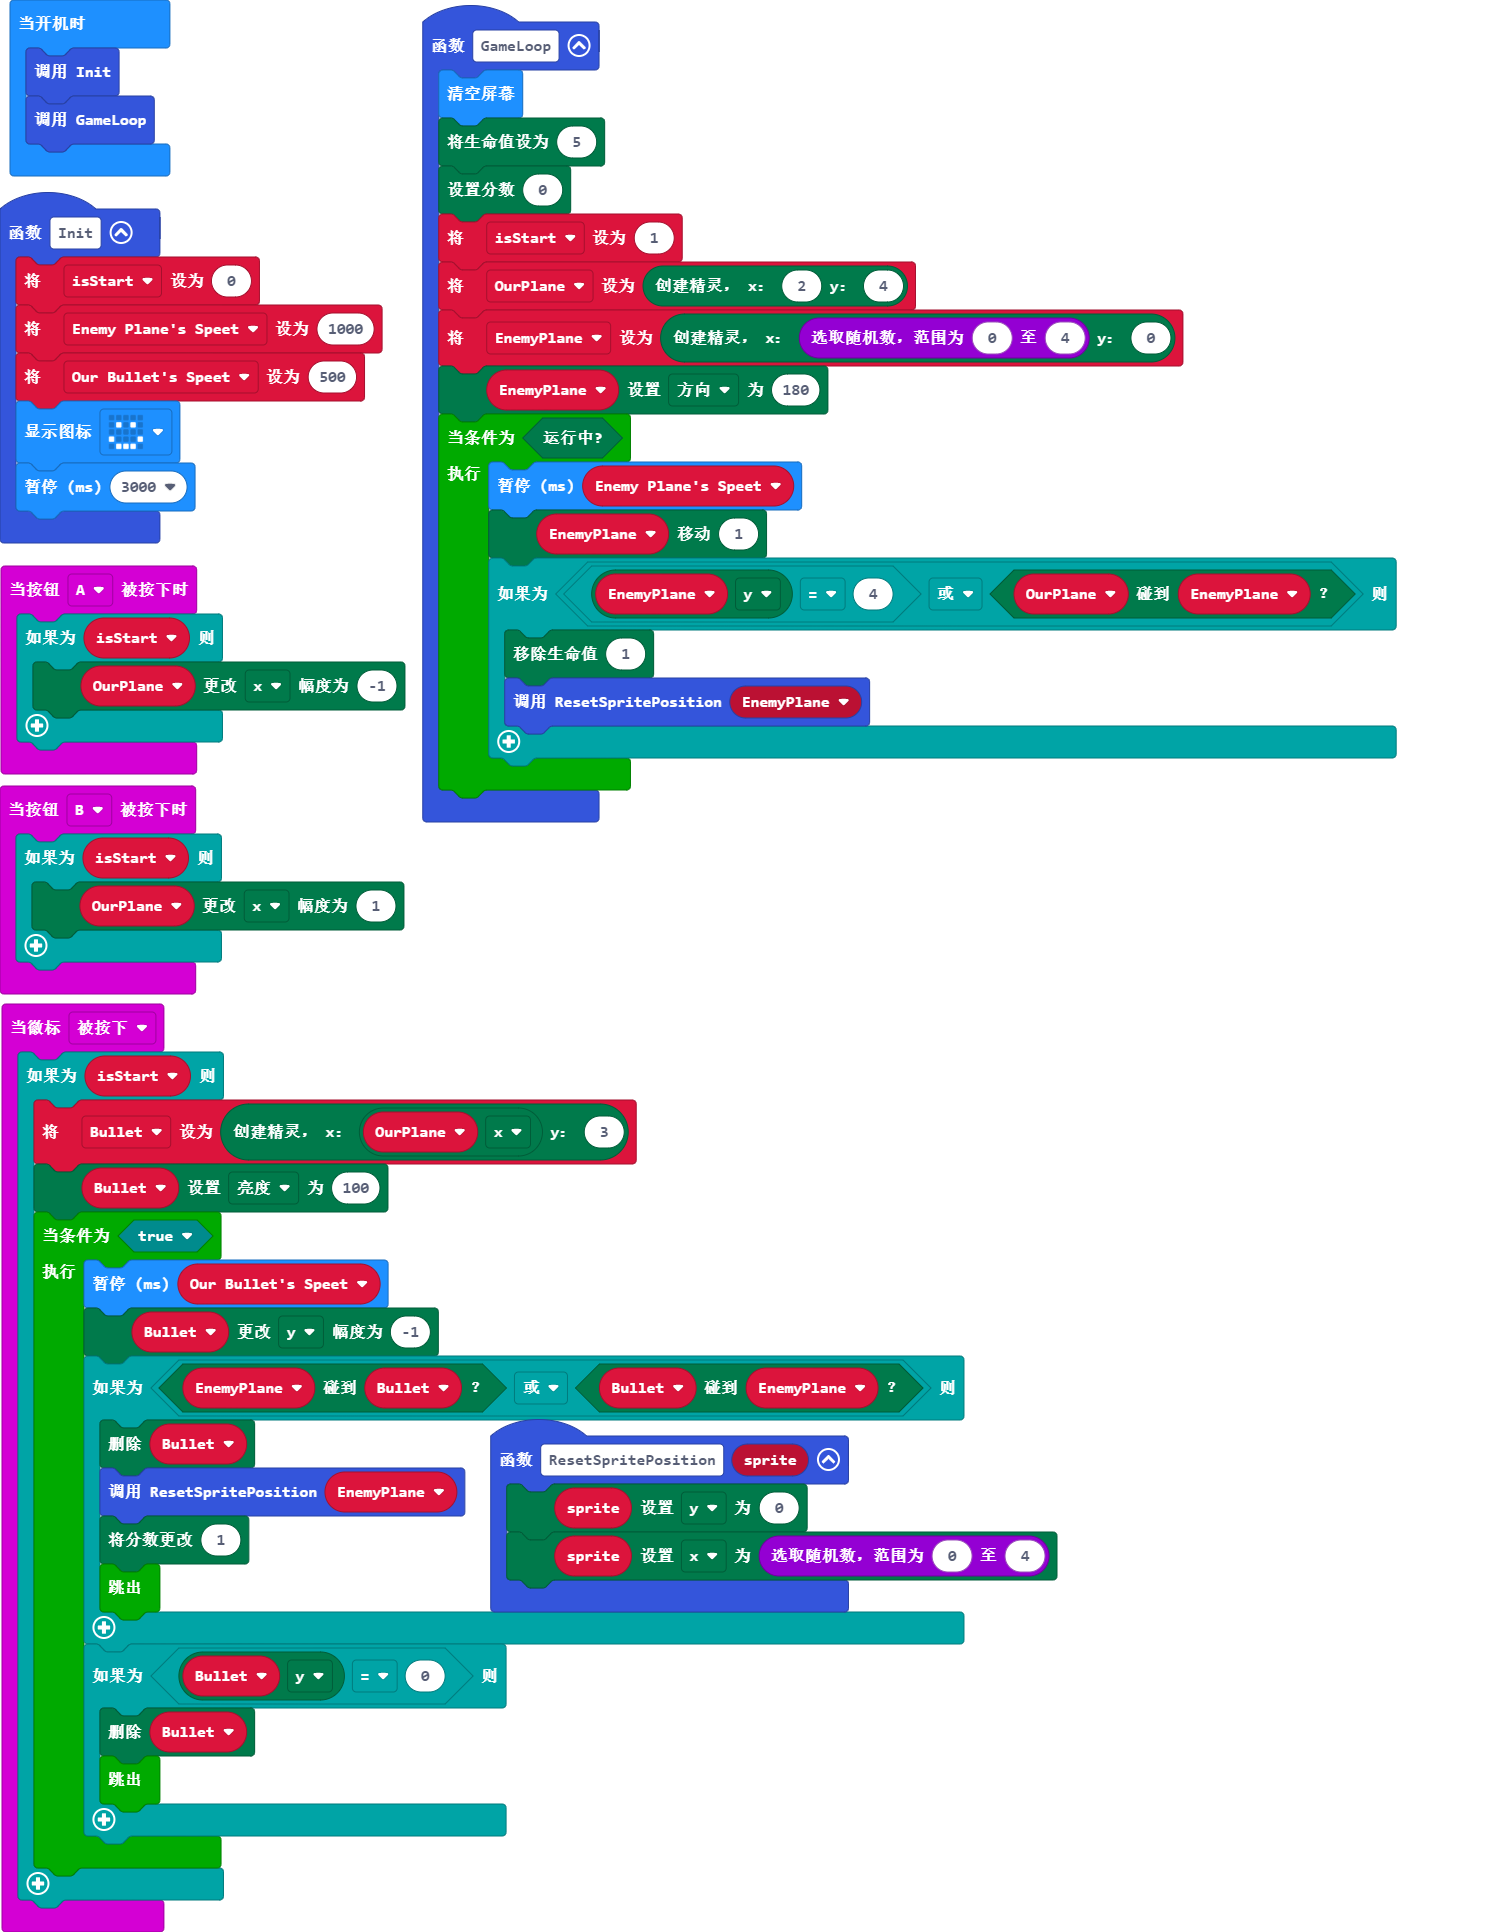 当开机时
调用 Init
调用 GameLoop
函数 Init
将 isStart 设为 0
将 Enemy Plane's Speet 设为 1000
将 Our Bullet's Speet 设为 500
显示图标
暂停 (ms) 3000
当按钮 A 被按下时
如果为 isStart 则
OurPlane 更改 x 幅度为 -1
当按钮 B 被按下时
如果为 isStart 则
OurPlane 更改 x 幅度为 1
函数 GameLoop
清空屏幕
将生命值设为 5
设置分数 0
将 isStart 设为 1
将 OurPlane 设为 创建精灵, x: 2 y: 4
将 EnemyPlane 设为 创建精灵, x: 选取随机数, 范围为 0 至 4 y: 0
EnemyPlane 设置 方向 为 180
当条件为 运行中?
执行 暂停 (ms) Enemy Plane's Speet
EnemyPlane 移动 1
如果为 EnemyPlane y = 4 或 OurPlane 碰到 EnemyPlane ? 则
移除生命值 1
调用 ResetSpritePosition EnemyPlane
当徽标 被按下
如果为 isStart 则
将 Bullet 设为 创建精灵, x: OurPlane x y: 3
Bullet 设置 亮度 为 100
当条件为 true
执行 暂停 (ms) Our Bullet's Speet
Bullet 更改 y 幅度为 -1
如果为 EnemyPlane 碰到 Bullet ? 或 Bullet 碰到 EnemyPlane ? 则
删除 Bullet
调用 ResetSpritePosition EnemyPlane
将分数更改 1
跳出
如果为 Bullet y = 0 则
删除 Bullet
跳出
函数 ResetSpritePosition sprite
sprite 设置 y 为 0
sprite 设置 x 为 选取随机数, 范围为 0 至 4